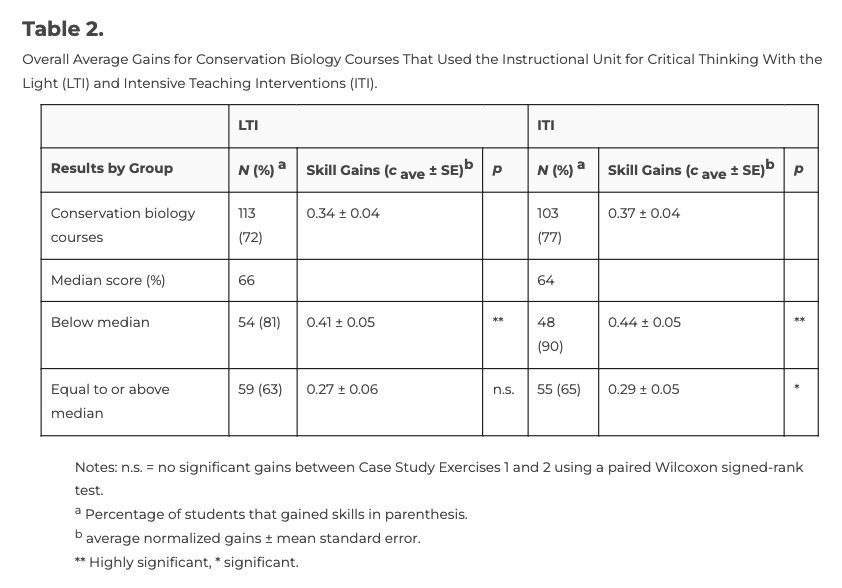 Table 2.
Overall Average Gains for Conservation Biology Courses That Used the Instructional Unit for Critical Thinking With the
Light (LTI) and Intensive Teaching Interventions (ITI).
LTI ITI
Results by Group N (%) a Skill Gains (c ave ± SE)b p N (%) a Skill Gains (c ave ± SE)b p
Conservation biology 113 0.34 ± 0.04 103 0.37 ± 0.04
courses (72) (77)
Median score (%) 66 64
Below median 54 (81) 0.41 ± 0.05 ** 48 0.44 ± 0.05 **
(90)
Equal to or above 59 (63) 0.27 ± 0.06 n.s. 55 (65) 0.29 ± 0.05 *
median
Notes: n.s. = no significant gains between Case Study Exercises 1 and 2 using a paired Wilcoxon signed-rank
test.
a Percentage of students that gained skills in parenthesis.
b average normalized gains ± mean standard error.
** Highly significant, * significant.